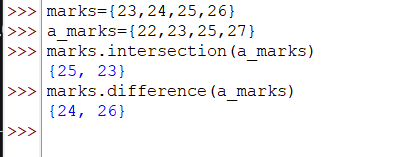 >>> marks={23,24,25,26}
>>> a_marks={22,23,25,27}
>>> marks.intersection(a_marks)
{25, 23}
>>> marks.difference(a_marks)
{24, 26}
>>>